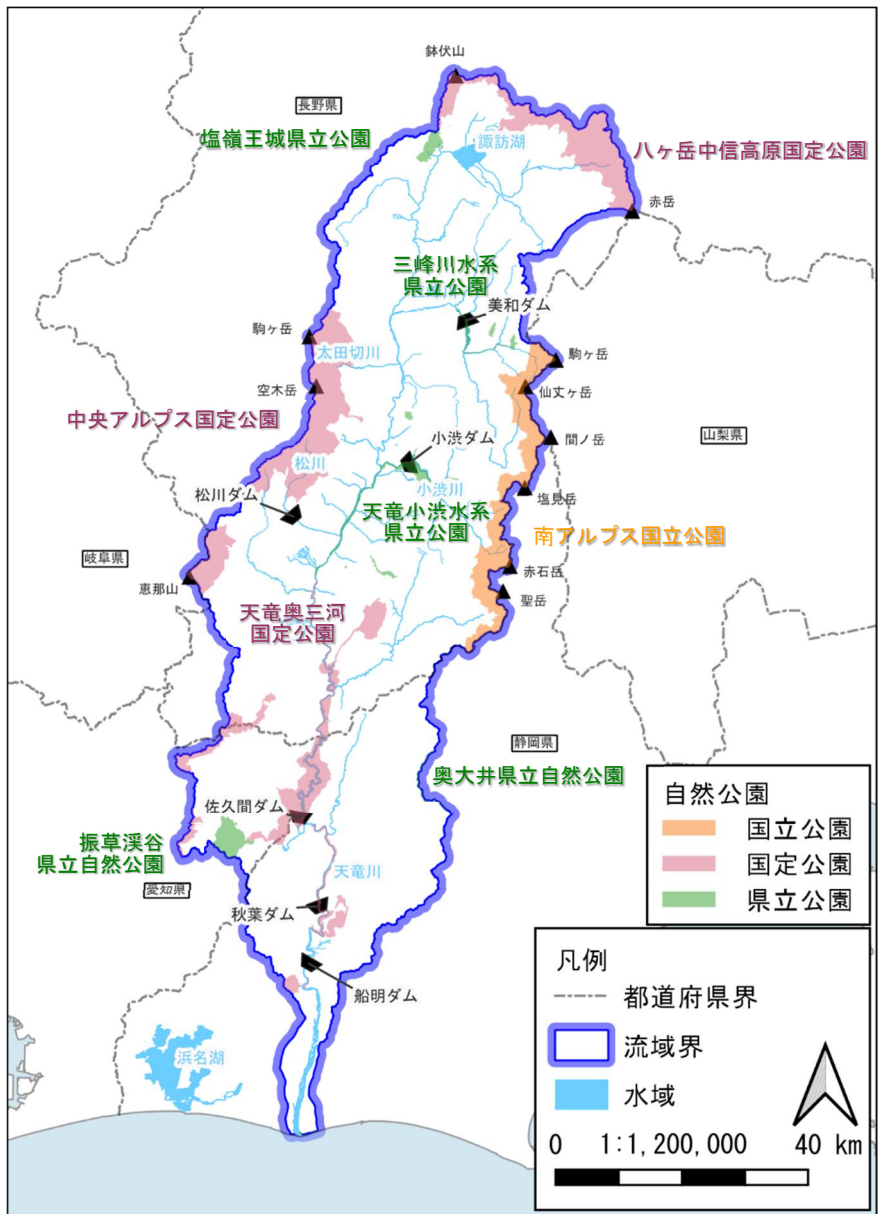 鉢伏山
長野県
塩嶺王城県立公園
諏訪湖
八ヶ岳中信高原国定公園
赤岳
三峰川水系
県立公園
美和ダム
駒ヶ岳
太田切川
駒ヶ岳
空木岳
仙丈ヶ岳
中央アルプス国定公園
小渋ダム
間ノ岳
山梨県
松川
松川ダム
小渋川
塩見岳
天竜小渋水系
県立公園
南アルプス国立公園
岐阜県
恵那山
赤石岳
聖岳
天竜奥三河
国定公園
静岡県
奥大井県立自然公園
佐久間ダム
振草渓谷
県立自然公園
愛知県
天竜川
秋葉ダム
船明ダム
浜名湖
自然公園
国立公園
国定公園
県立公園
凡例
都道府県界
流域界
水域
0 1:1,200,000 40 km